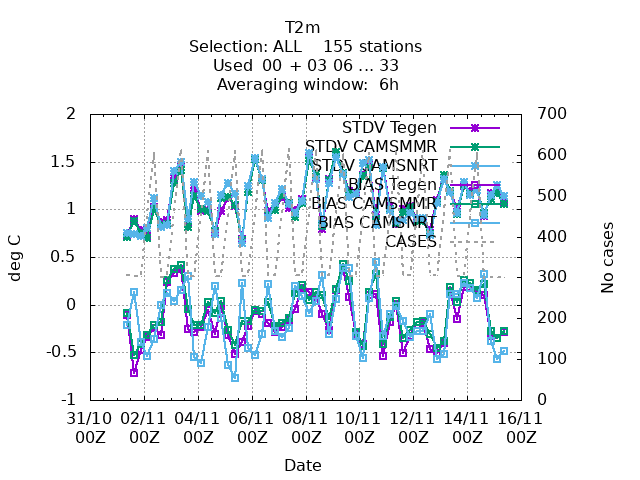 T2m
Selection: ALL    155 stations
Used  00 + 03 06 ... 33
Averaging window:  6h
2
1.5
1
0.5
0
-0.5
-1
deg C
700
600
500
400
300
200
100
0
No cases
STDV Tegen
STDV CAMSMMR
STDV CAMSNRT
BIAS Tegen
BIAS CAMSMMR
BIAS CAMSNRT
CASES
31/10 02/11 04/11 06/11 08/11 10/11 12/11 14/11 16/11
00Z 00Z 00Z 00Z 00Z 00Z 00Z 00Z 00Z
Date